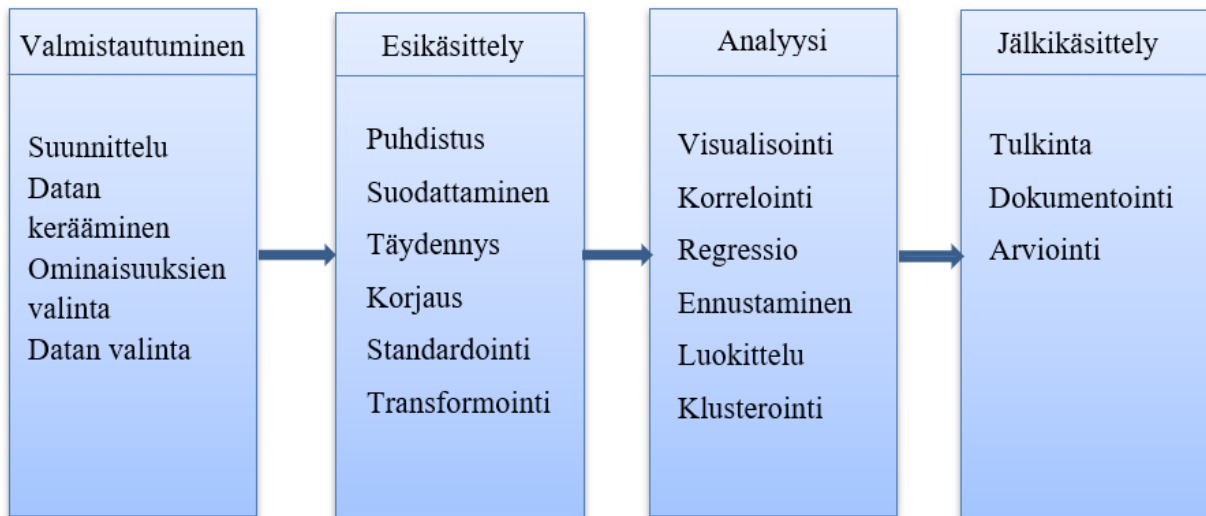 Valmistautuminen
Suunnittelu
Datan
kerääminen
Ominaisuuksien
valinta
Datan valinta
Esikäsittely
Puhdistus
Suodattaminen
Täydennys
Korjaus
Standardointi
Transformointi
Analyysi
Visualisointi
Korrelointi
Regressio
Ennustaminen
Luokittelu
Klusterointi
Jälkikäsittely
Tulkinta
Dokumentointi
Arviointi